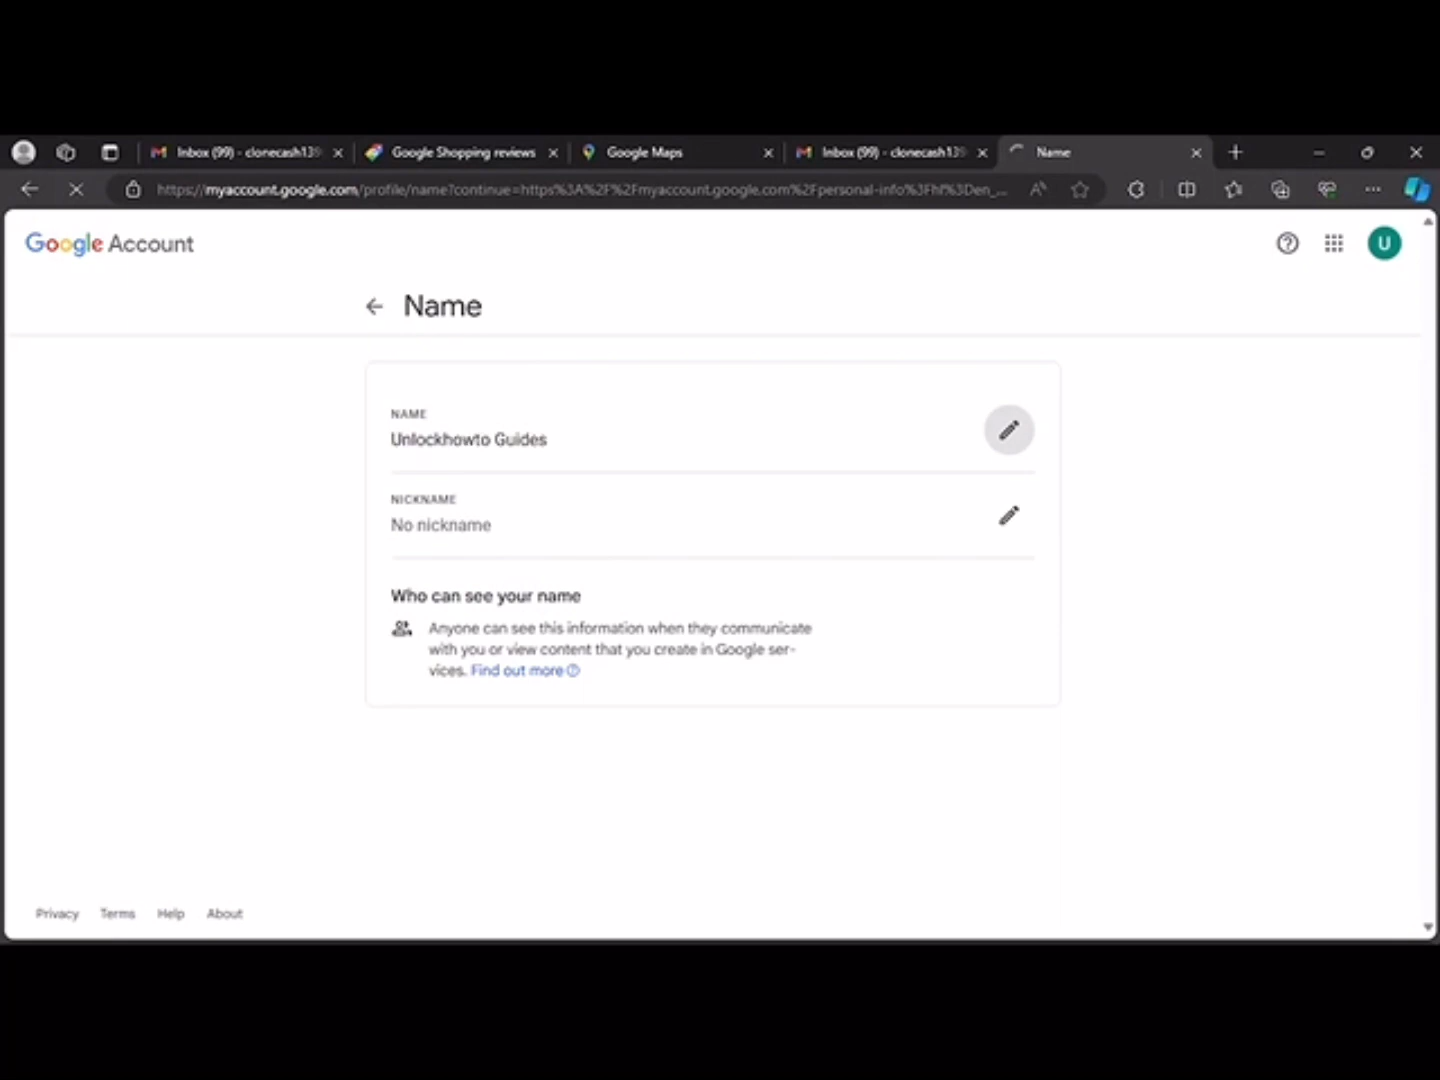 Inbox (99) - clonecash139
Google Shopping reviews
Google Maps
Inbox (99) - clonecash139
Name
https://myaccount.google.com/profile/name?continue=https%3A%2F%2Fmyaccount.google.com%2Fpersonal-info%3Fhl%3Den_...
Google Account
U
Name
NAME
Unlockhowto Guides
NICKNAME
No nickname
Who can see your name
Anyone can see this information when they communicate
with you or view content that you create in Google ser-
vices. Find out more
Privacy Terms Help About